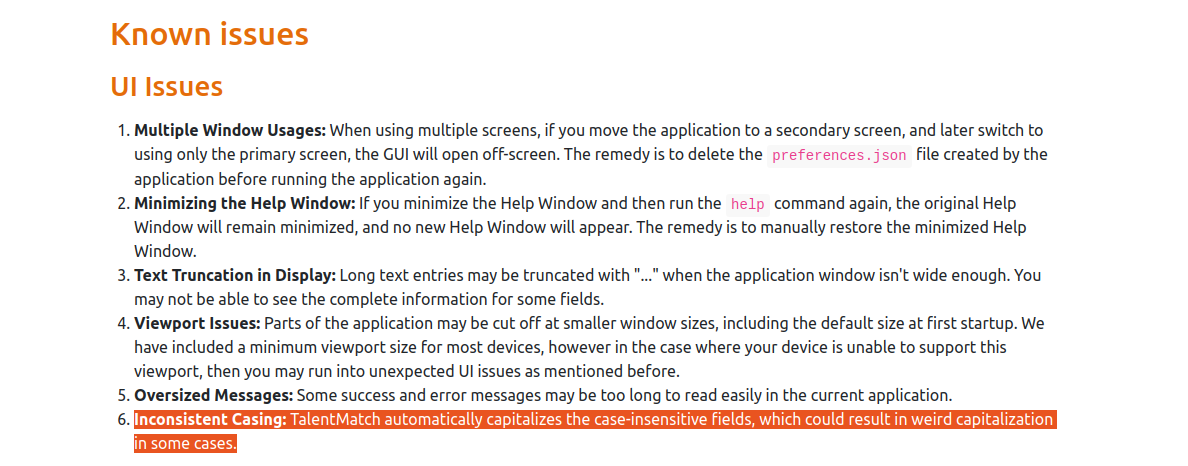 Known issues
UI Issues
1. Multiple Window Usages: When using multiple screens, if you move the application to a secondary screen, and later switch to
using only the primary screen, the GUI will open off-screen. The remedy is to delete the preferences.json file created by the
application before running the application again.
2. Minimizing the Help Window: If you minimize the Help Window and then run the help command again, the original Help
Window will remain minimized, and no new Help Window will appear. The remedy is to manually restore the minimized Help
Window.
3. Text Truncation in Display: Long text entries may be truncated with "..." when the application window isn't wide enough. You
may not be able to see the complete information for some fields.
4. Viewport Issues: Parts of the application may be cut off at smaller window sizes, including the default size at first startup. We
have included a minimum viewport size for most devices, however in the case where your device is unable to support this
viewport, then you may run into unexpected UI issues as mentioned before.
5. Oversized Messages: Some success and error messages may be too long to read easily in the current application.
6. Inconsistent Casing: TalentMatch automatically capitalizes the case-insensitive fields, which could result in weird capitalization
in some cases.